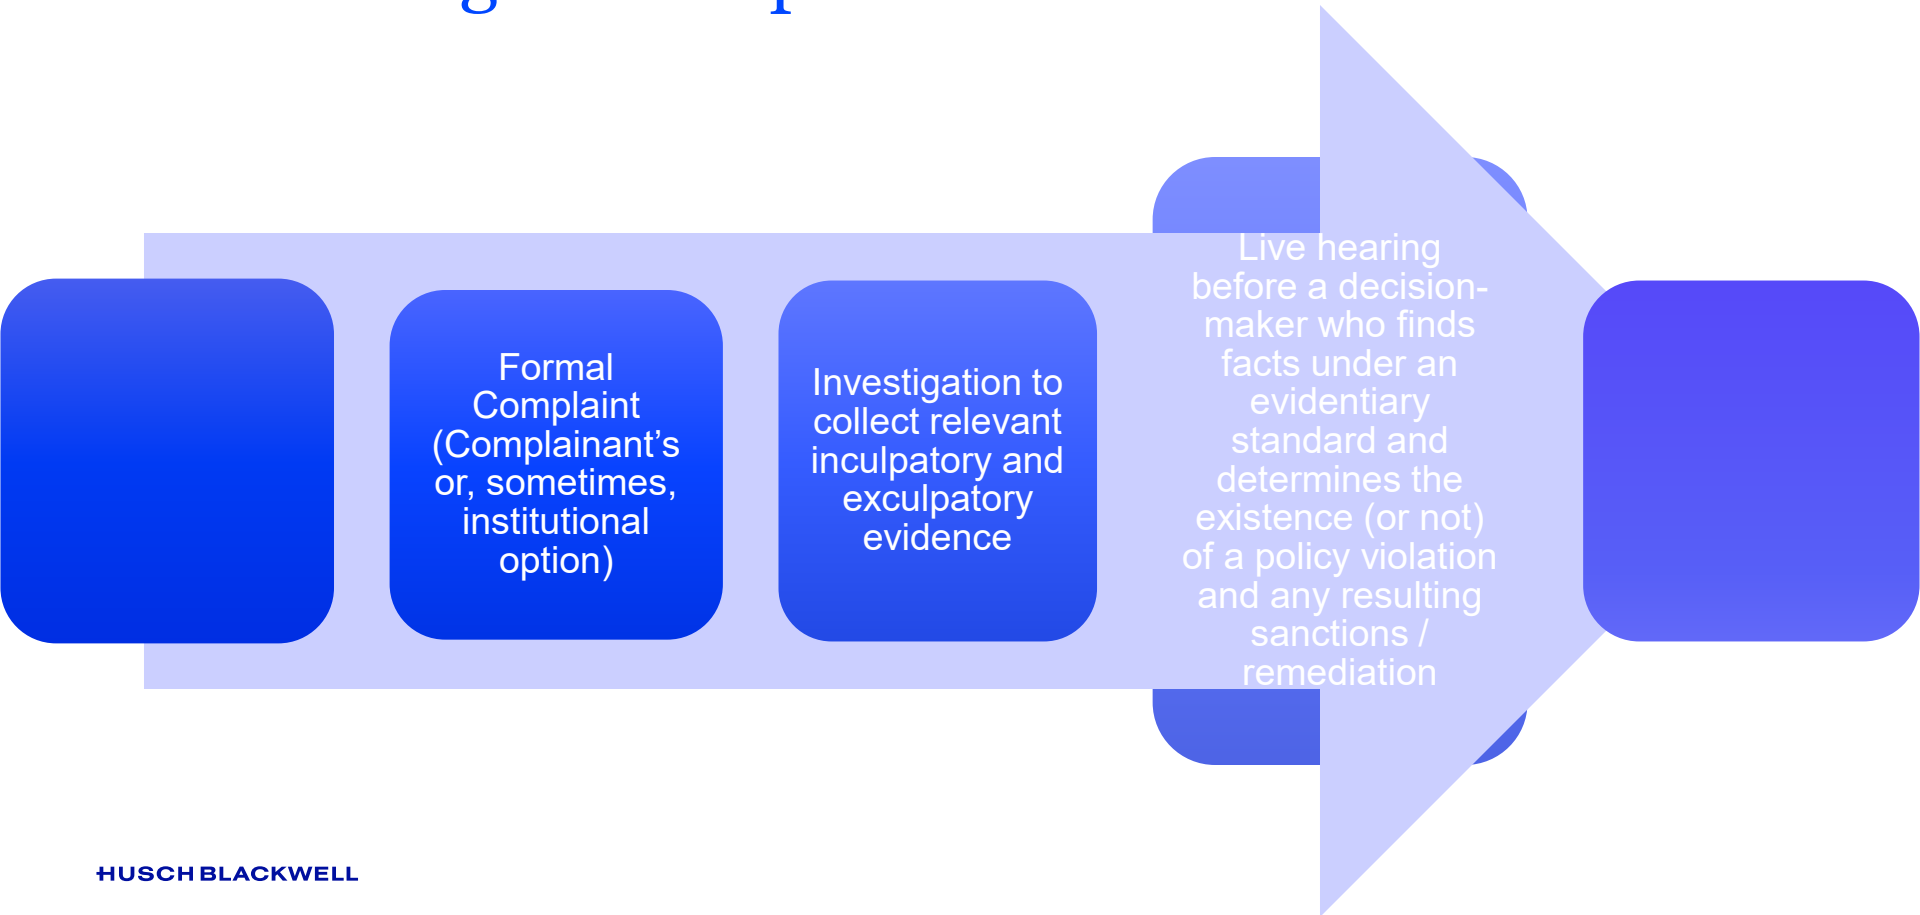 Formal
Complaint
(Complainant’s
or, sometimes,
institutional
option)
Investigation to
collect relevant
inculpatory and
exculpatory
evidence
Live hearing
before a decision-
maker who finds
facts under an
evidentiary
standard and
determines the
existence (or not)
of a policy violation
and any resulting
sanctions /
remediation
HUSCH BLACKWELL